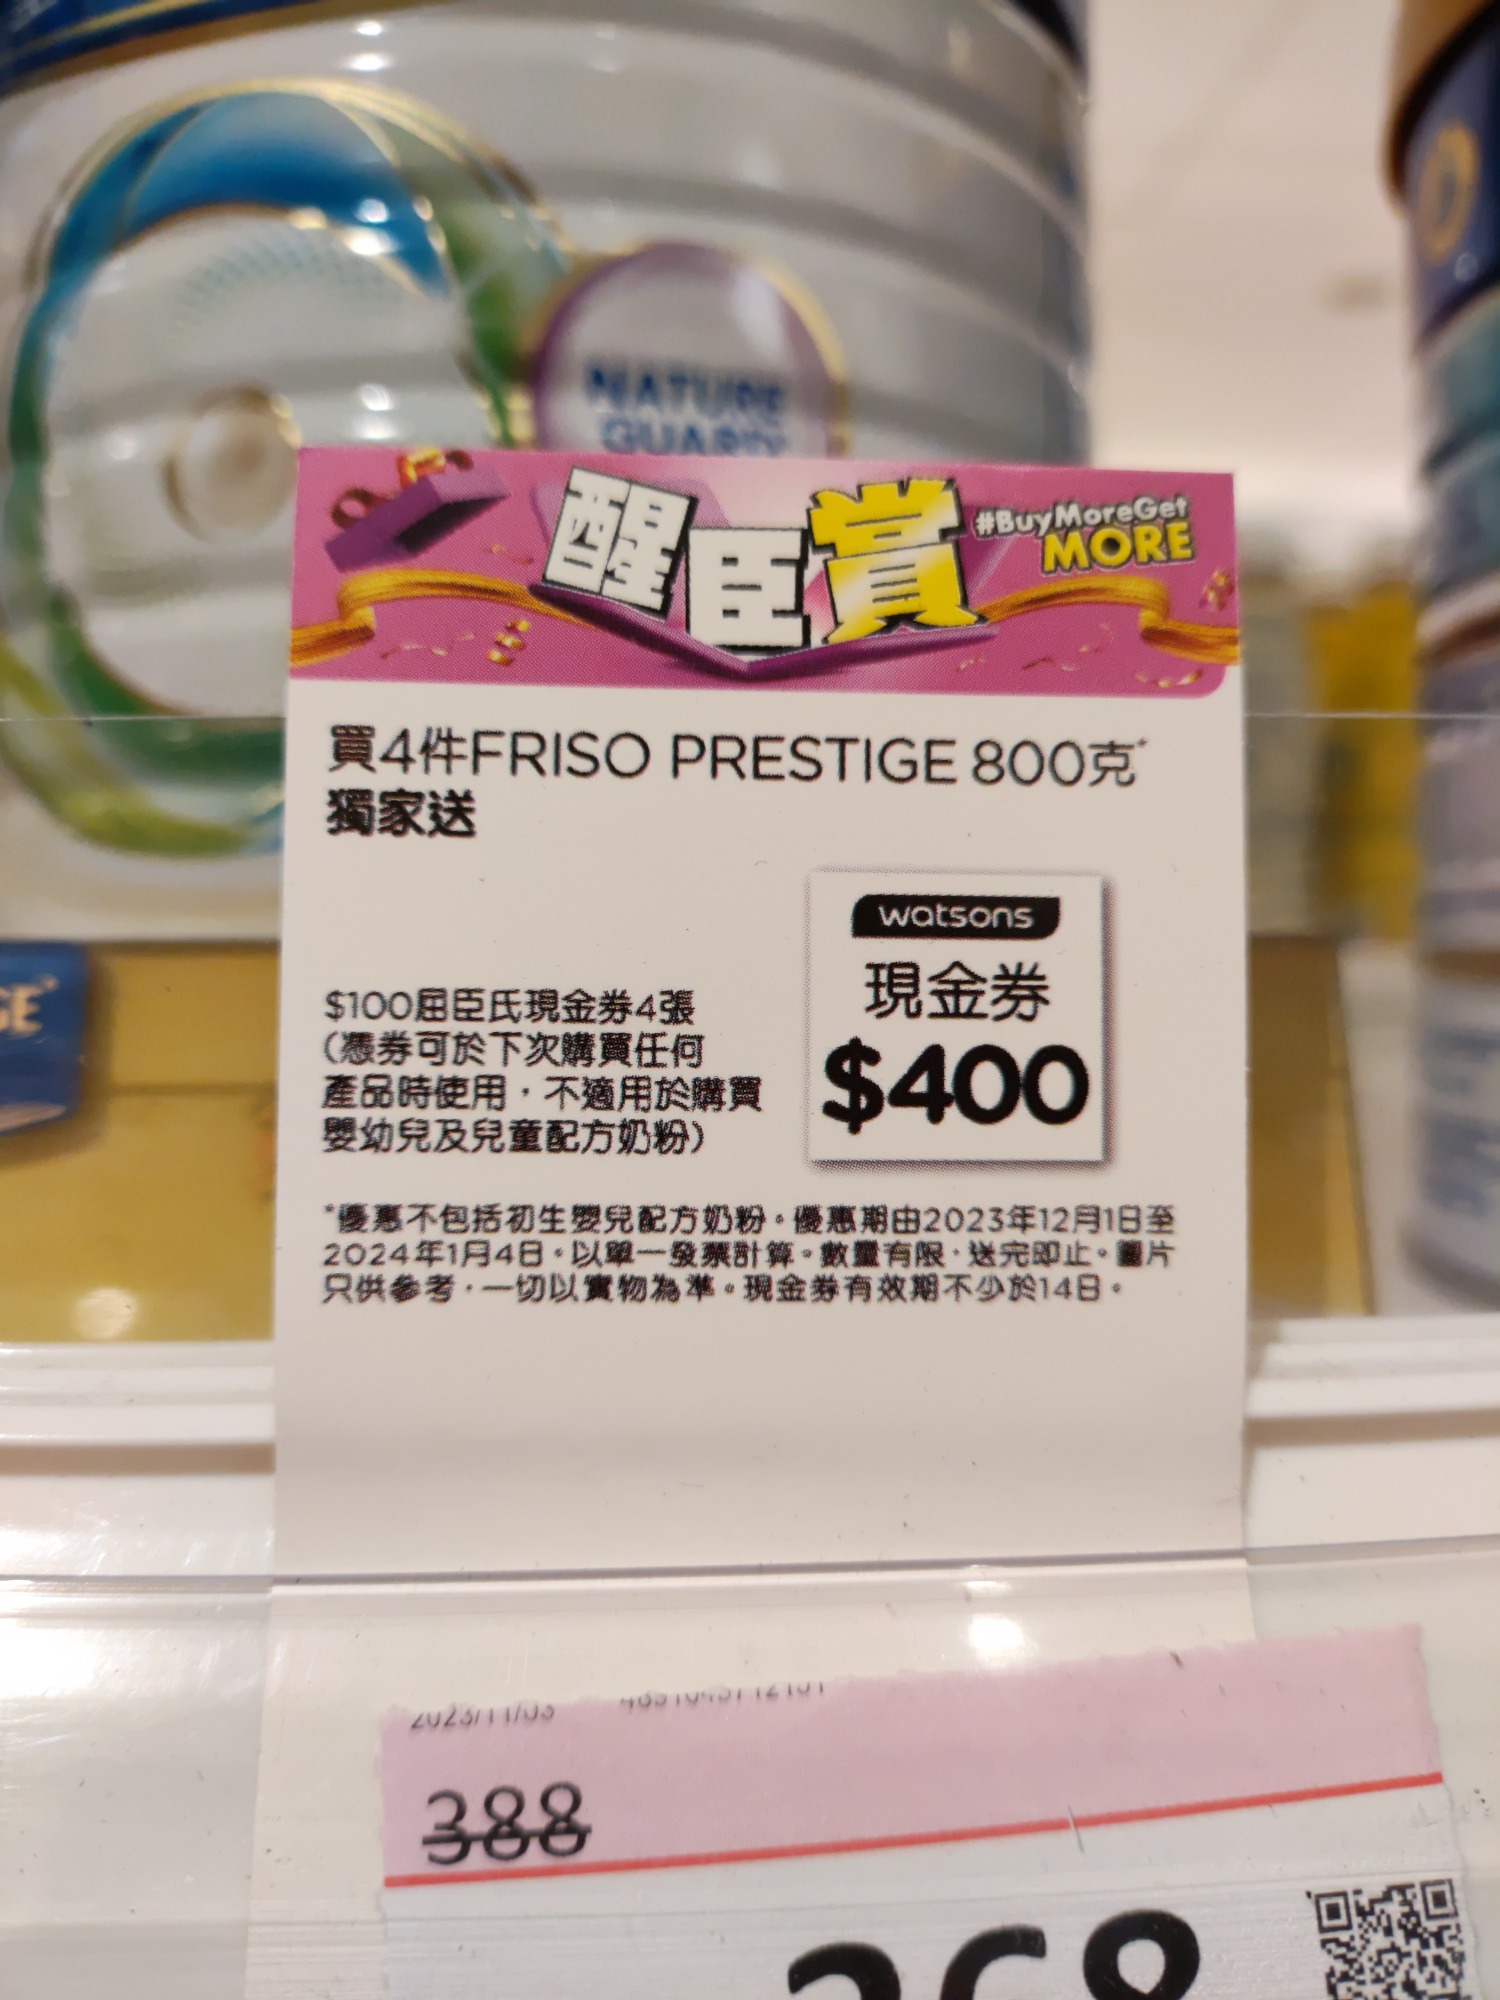 NATURE
GUARD
醒臣賞
#BuyMoreGet
MORE
買4件FRISO PRESTIGE 800克*
獨家送
watsons
現金券
$400
$100屈臣氏現金券4張
(憑券可於下次購買任何
產品時使用，不適用於購買
嬰幼兒及兒童配方奶粉)
*優惠不包括初生嬰兒配方奶粉。優惠期由2023年12月1日至
2024年1月4日。以單一發票計算。數量有限，送完即止。圖片
只供參考，一切以實物為準。現金券有效期不少於14日。
2023/11/03
388
368